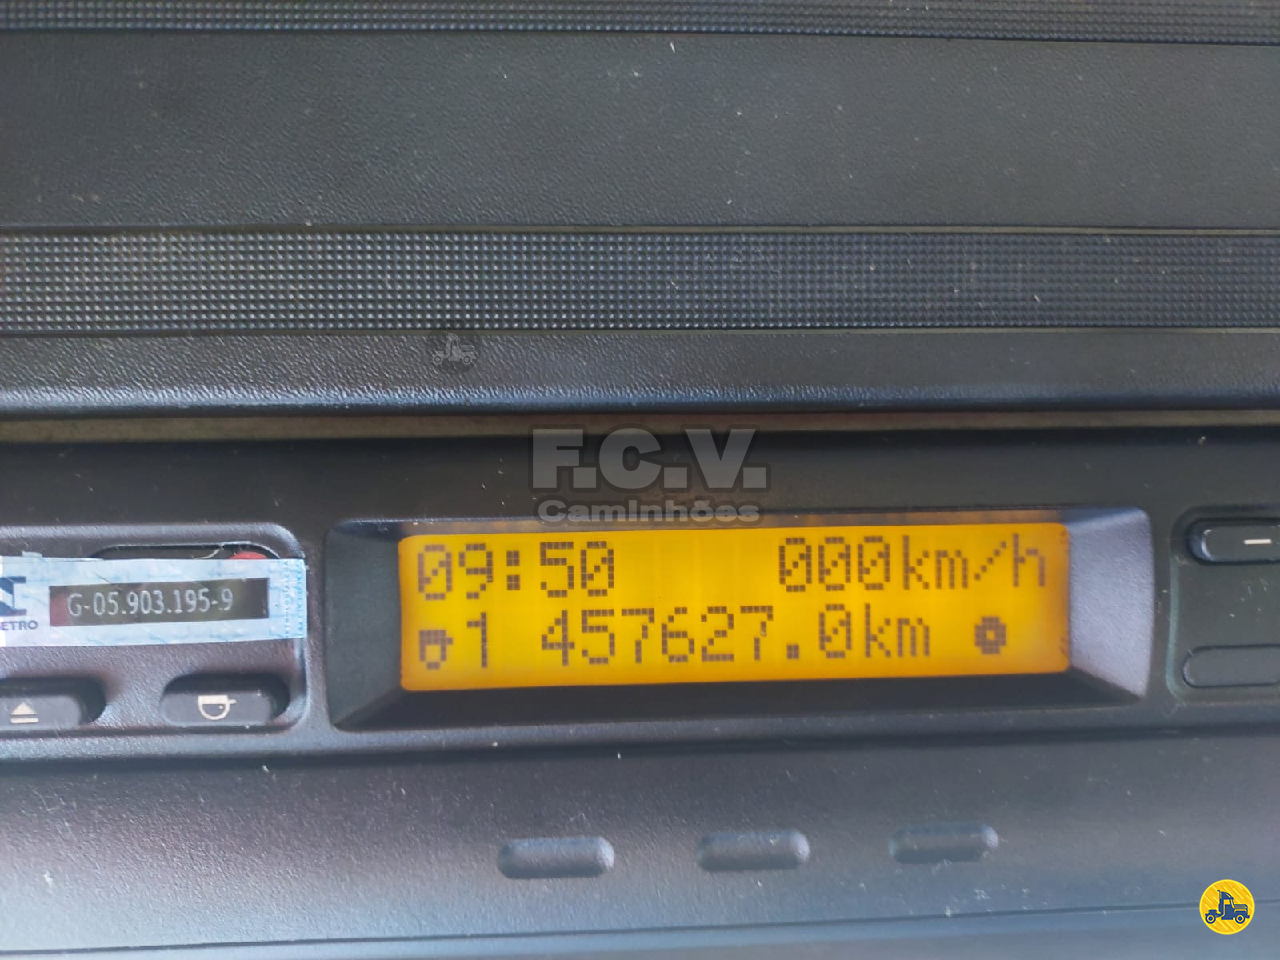 F.C.V.
Caminhões
09:50 000km/h
1 457627.0km
G-05.903.195-9
ETRO